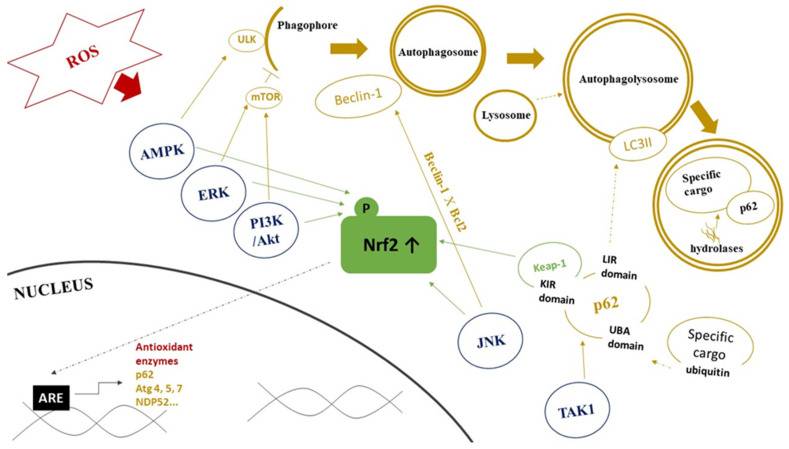 ROS
ULK
Phagophore
mTOR
Beclin-1
Autophagosome
Lysosome
Autophagolysosome
LC3II
Specific
cargo
p62
hydrolases
AMPK
ERK
PI3K
/Akt
P
Nrf2 ↑
Beclin-1 X Bcl2
Keap-1
KIR
domain
LIR
domain
p62
UBA
domain
Specific
cargo
ubiquitin
JNK
TAK1
NUCLEUS
ARE
Antioxidant
enzymes
p62
Atg 4, 5, 7
NDP52...